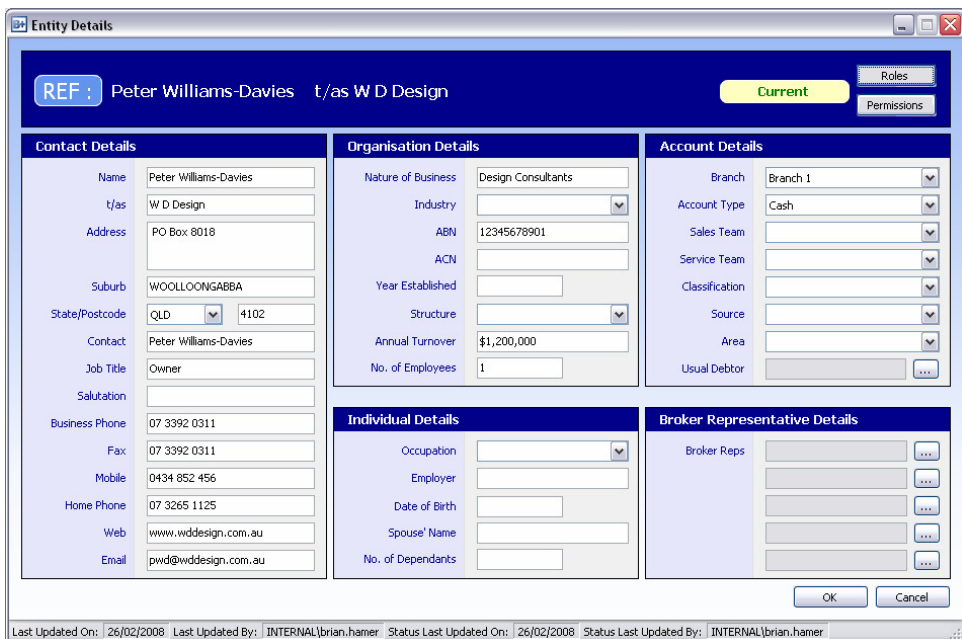 B+ Entity Details
REF : Peter Williams-Davies t/as W D Design
Current
Roles
Permissions
Contact Details
Name Peter Williams-Davies
t/as W D Design
Address PO Box 8018
Suburb WOOLLOONGABBA
State/Postcode QLD 4102
Contact Peter Williams-Davies
Job Title Owner
Salutation
Business Phone 07 3392 0311
Fax 07 3392 0311
Mobile 0434 852 456
Home Phone 07 3265 1125
Web www.wddesign.com.au
Email pwd@wddesign.com.au
Organisation Details
Nature of Business Design Consultants
Industry
ABN 12345678901
ACN
Year Established
Structure
Annual Turnover $1,200,000
No. of Employees 1
Individual Details
Occupation
Employer
Date of Birth
Spouse' Name
No. of Dependants
Account Details
Branch Branch 1
Account Type Cash
Sales Team
Service Team
Classification
Source
Area
Usual Debtor ...
Broker Representative Details
Broker Reps ...
...
...
...
...
OK Cancel
Last Updated On: 26/02/2008 Last Updated By: INTERNAL\brian.hamer Status Last Updated On: 26/02/2008 Status Last Updated By: INTERNAL\brian.hamer